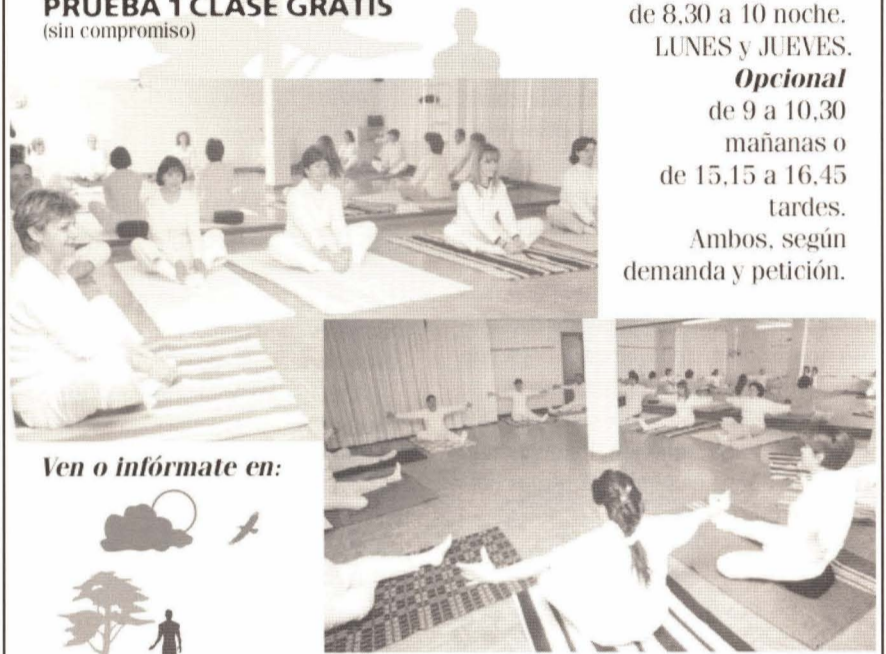 PRUEBA 1 CLASE GRATIS
(sin compromiso)
de 8,30 a 10 noche.
LUNES y JUEVES.
Opcional
de 9 a 10,30
mañanas o
de 15,15 a 16,45
tardes.
Ambos, según
demanda y petición.
Ven o infórmate en: